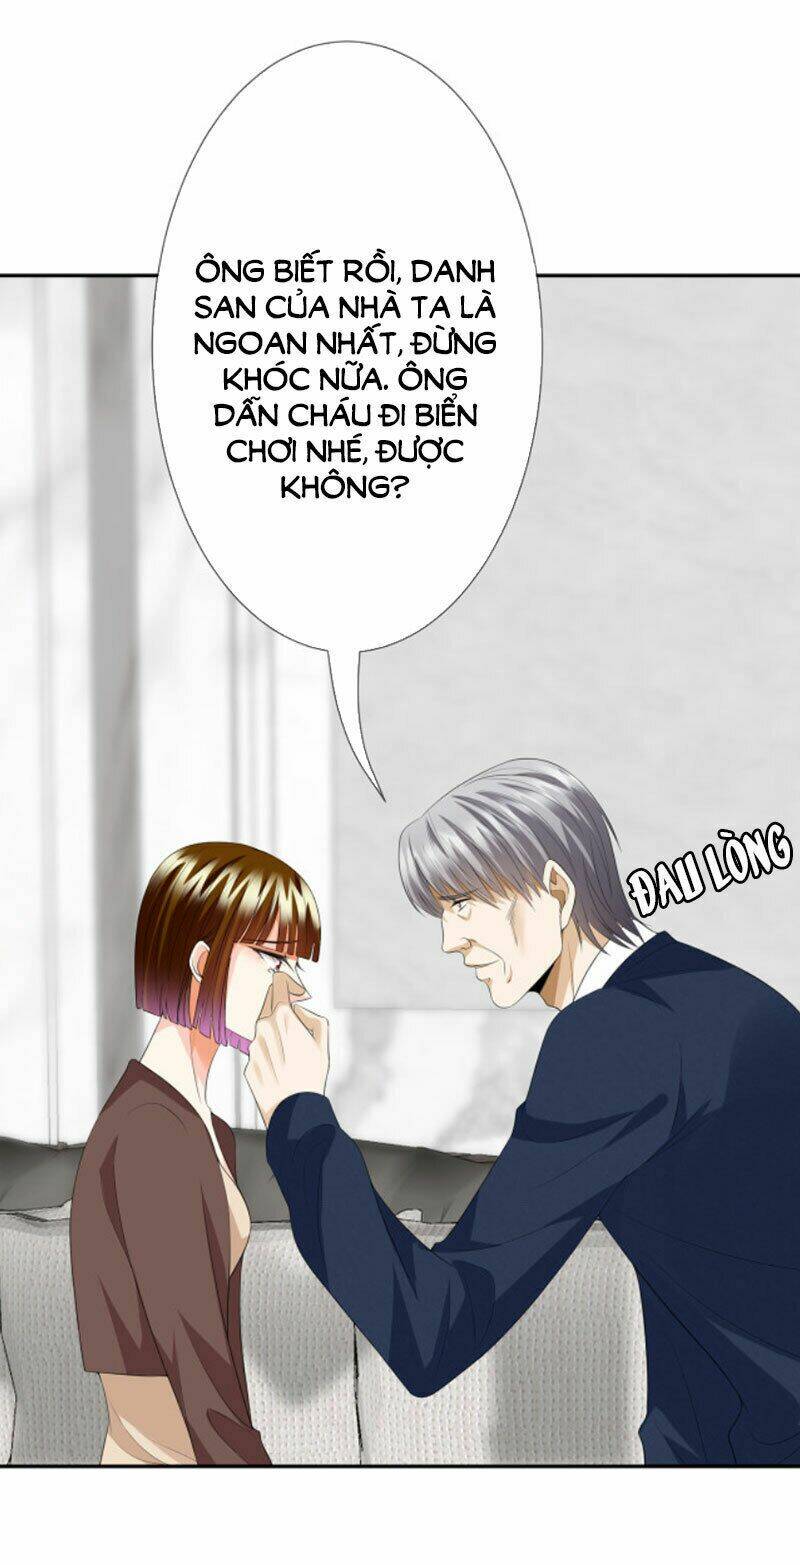 ÔNG BIẾT RỒI, DANH
SAN CỦA NHÀ TA LÀ
NGOAN NHẤT, ĐỪNG
KHÓC NỮA. ÔNG
DẪN CHÁU ĐI BIỂN
CHƠI NHÉ, ĐƯỢC
KHÔNG?
ĐAU LÒNG